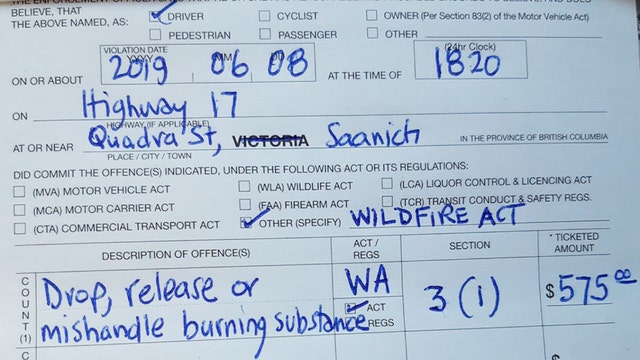 BELIEVE, THAT
THE ABOVE NAMED, AS: DRIVER CYCLIST OWNER (Per Section 83(2) of the Motor Vehicle Act)
PEDESTRIAN PASSENGER OTHER
VIOLATION DATE (24hr Clock)
YYYY MM DD
ON OR ABOUT 2019 06 08 AT THE TIME OF 1820
ON Highway 17
HIGHWAY (IF APPLICABLE)
AT OR NEAR Quadra St, VICTORIA Saanich IN THE PROVINCE OF BRITISH COLUMBIA
PLACE / CITY / TOWN
DID COMMIT THE OFFENCE(S) INDICATED, UNDER THE FOLLOWING ACT OR ITS REGULATIONS:
(MVA) MOTOR VEHICLE ACT (WLA) WILDLIFE ACT (LCA) LIQUOR CONTROL & LICENCING ACT
(MCA) MOTOR CARRIER ACT (FAA) FIREARM ACT (TCR) TRANSIT CONDUCT & SAFETY REGS.
(CTA) COMMERCIAL TRANSPORT ACT OTHER (SPECIFY) WILDFIRE ACT
DESCRIPTION OF OFFENCE(S) ACT / REGS SECTION * TICKETED AMOUNT
COUNT (1) Drop, release or WA 3 (1) $ 575.00
mishandle burning substance ACT
REGS
$